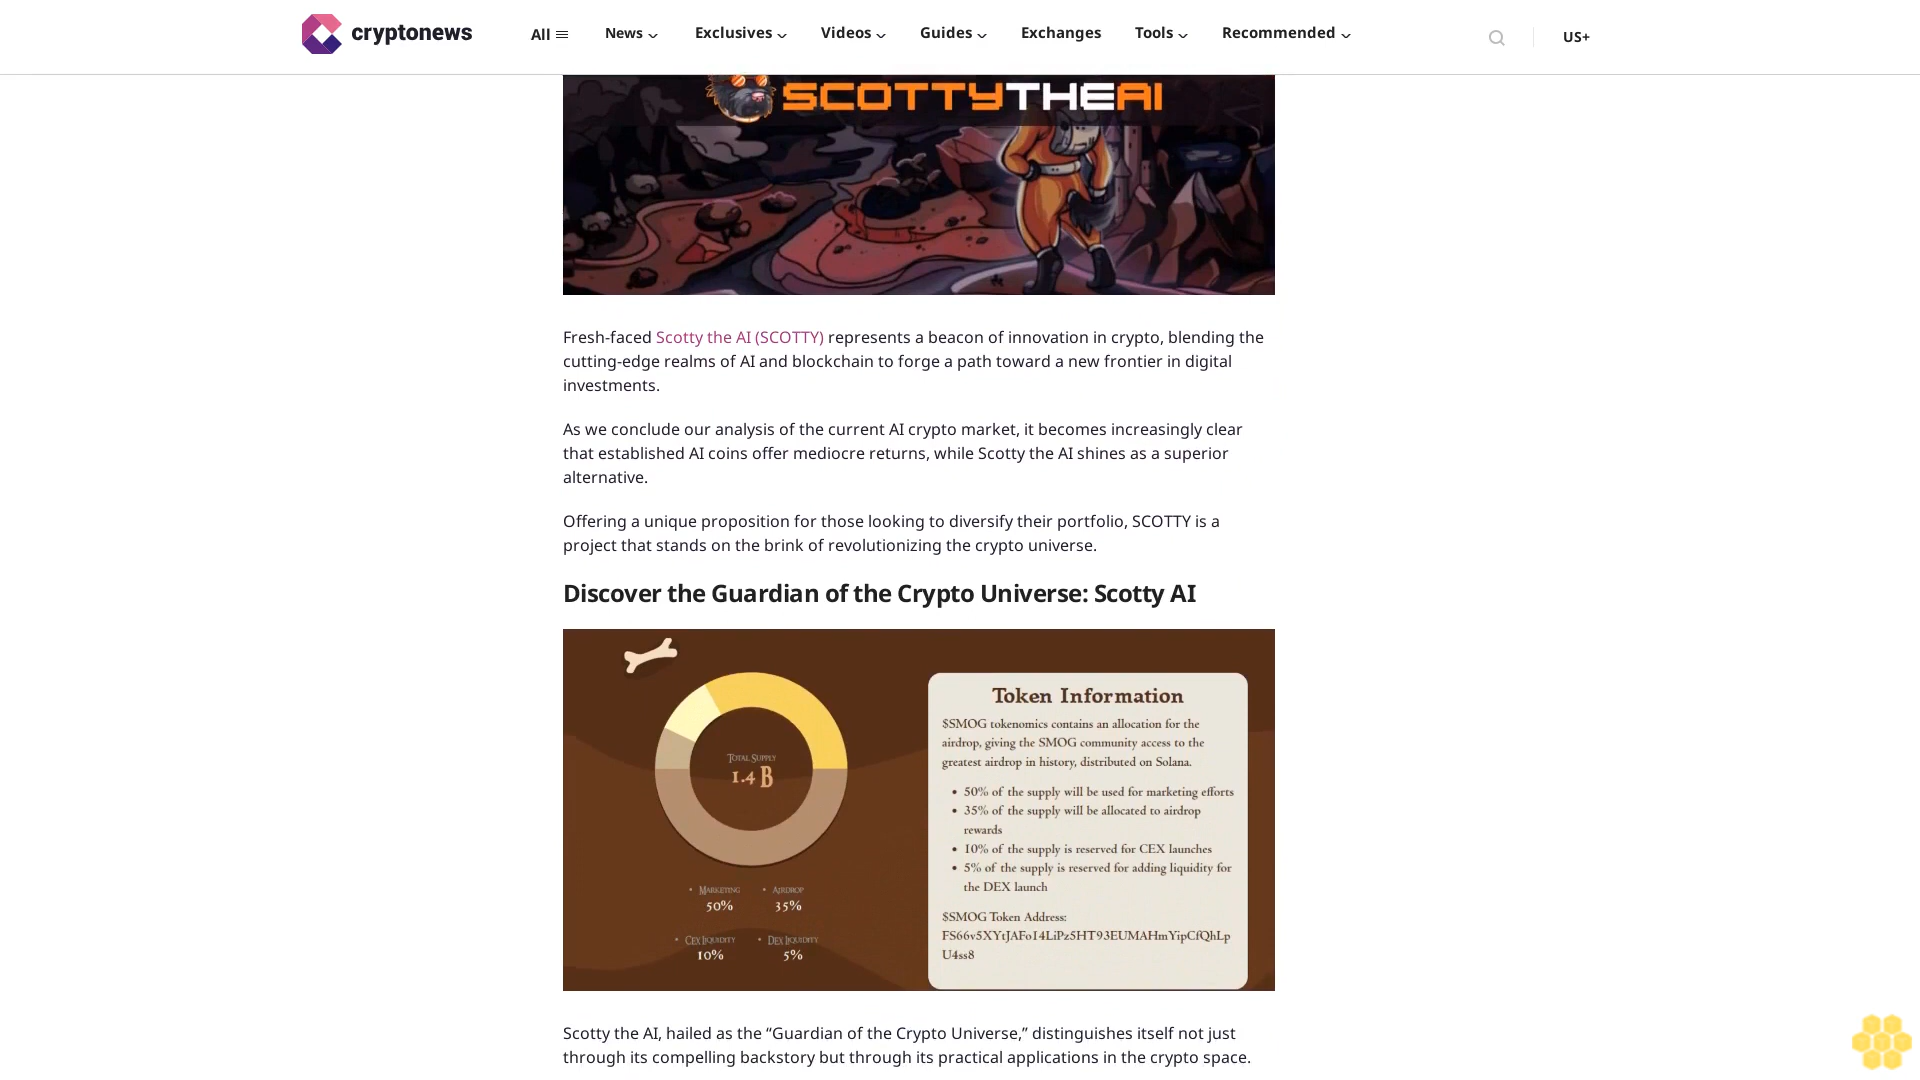 cryptonews
All
News
Exclusives
Videos
Guides
Exchanges
Tools
Recommended
US+
SCOTTYTHEAI
Fresh-faced Scotty the AI (SCOTTY) represents a beacon of innovation in crypto, blending the
cutting-edge realms of AI and blockchain to forge a path toward a new frontier in digital
investments.
As we conclude our analysis of the current AI crypto market, it becomes increasingly clear
that established AI coins offer mediocre returns, while Scotty the AI shines as a superior
alternative.
Offering a unique proposition for those looking to diversify their portfolio, SCOTTY is a
project that stands on the brink of revolutionizing the crypto universe.
Discover the Guardian of the Crypto Universe: Scotty AI
Total Supply
1.4 B
• Marketing
50%
• Airdrop
35%
• Cex Liquidity
10%
• Dex Liquidity
5%
Token Information
$SMOG tokenomics contains an allocation for the
airdrop, giving the SMOG community access to the
greatest airdrop in history, distributed on Solana.
• 50% of the supply will be used for marketing efforts
• 35% of the supply will be allocated to airdrop
rewards
• 10% of the supply is reserved for CEX launches
• 5% of the supply is reserved for adding liquidity for
the DEX launch
$SMOG Token Address:
FS66v5XYtJAFo14LiPz5HT93EUMAHmYipCfQhLp
U4ss8
Scotty the AI, hailed as the “Guardian of the Crypto Universe,” distinguishes itself not just
through its compelling backstory but through its practical applications in the crypto space.